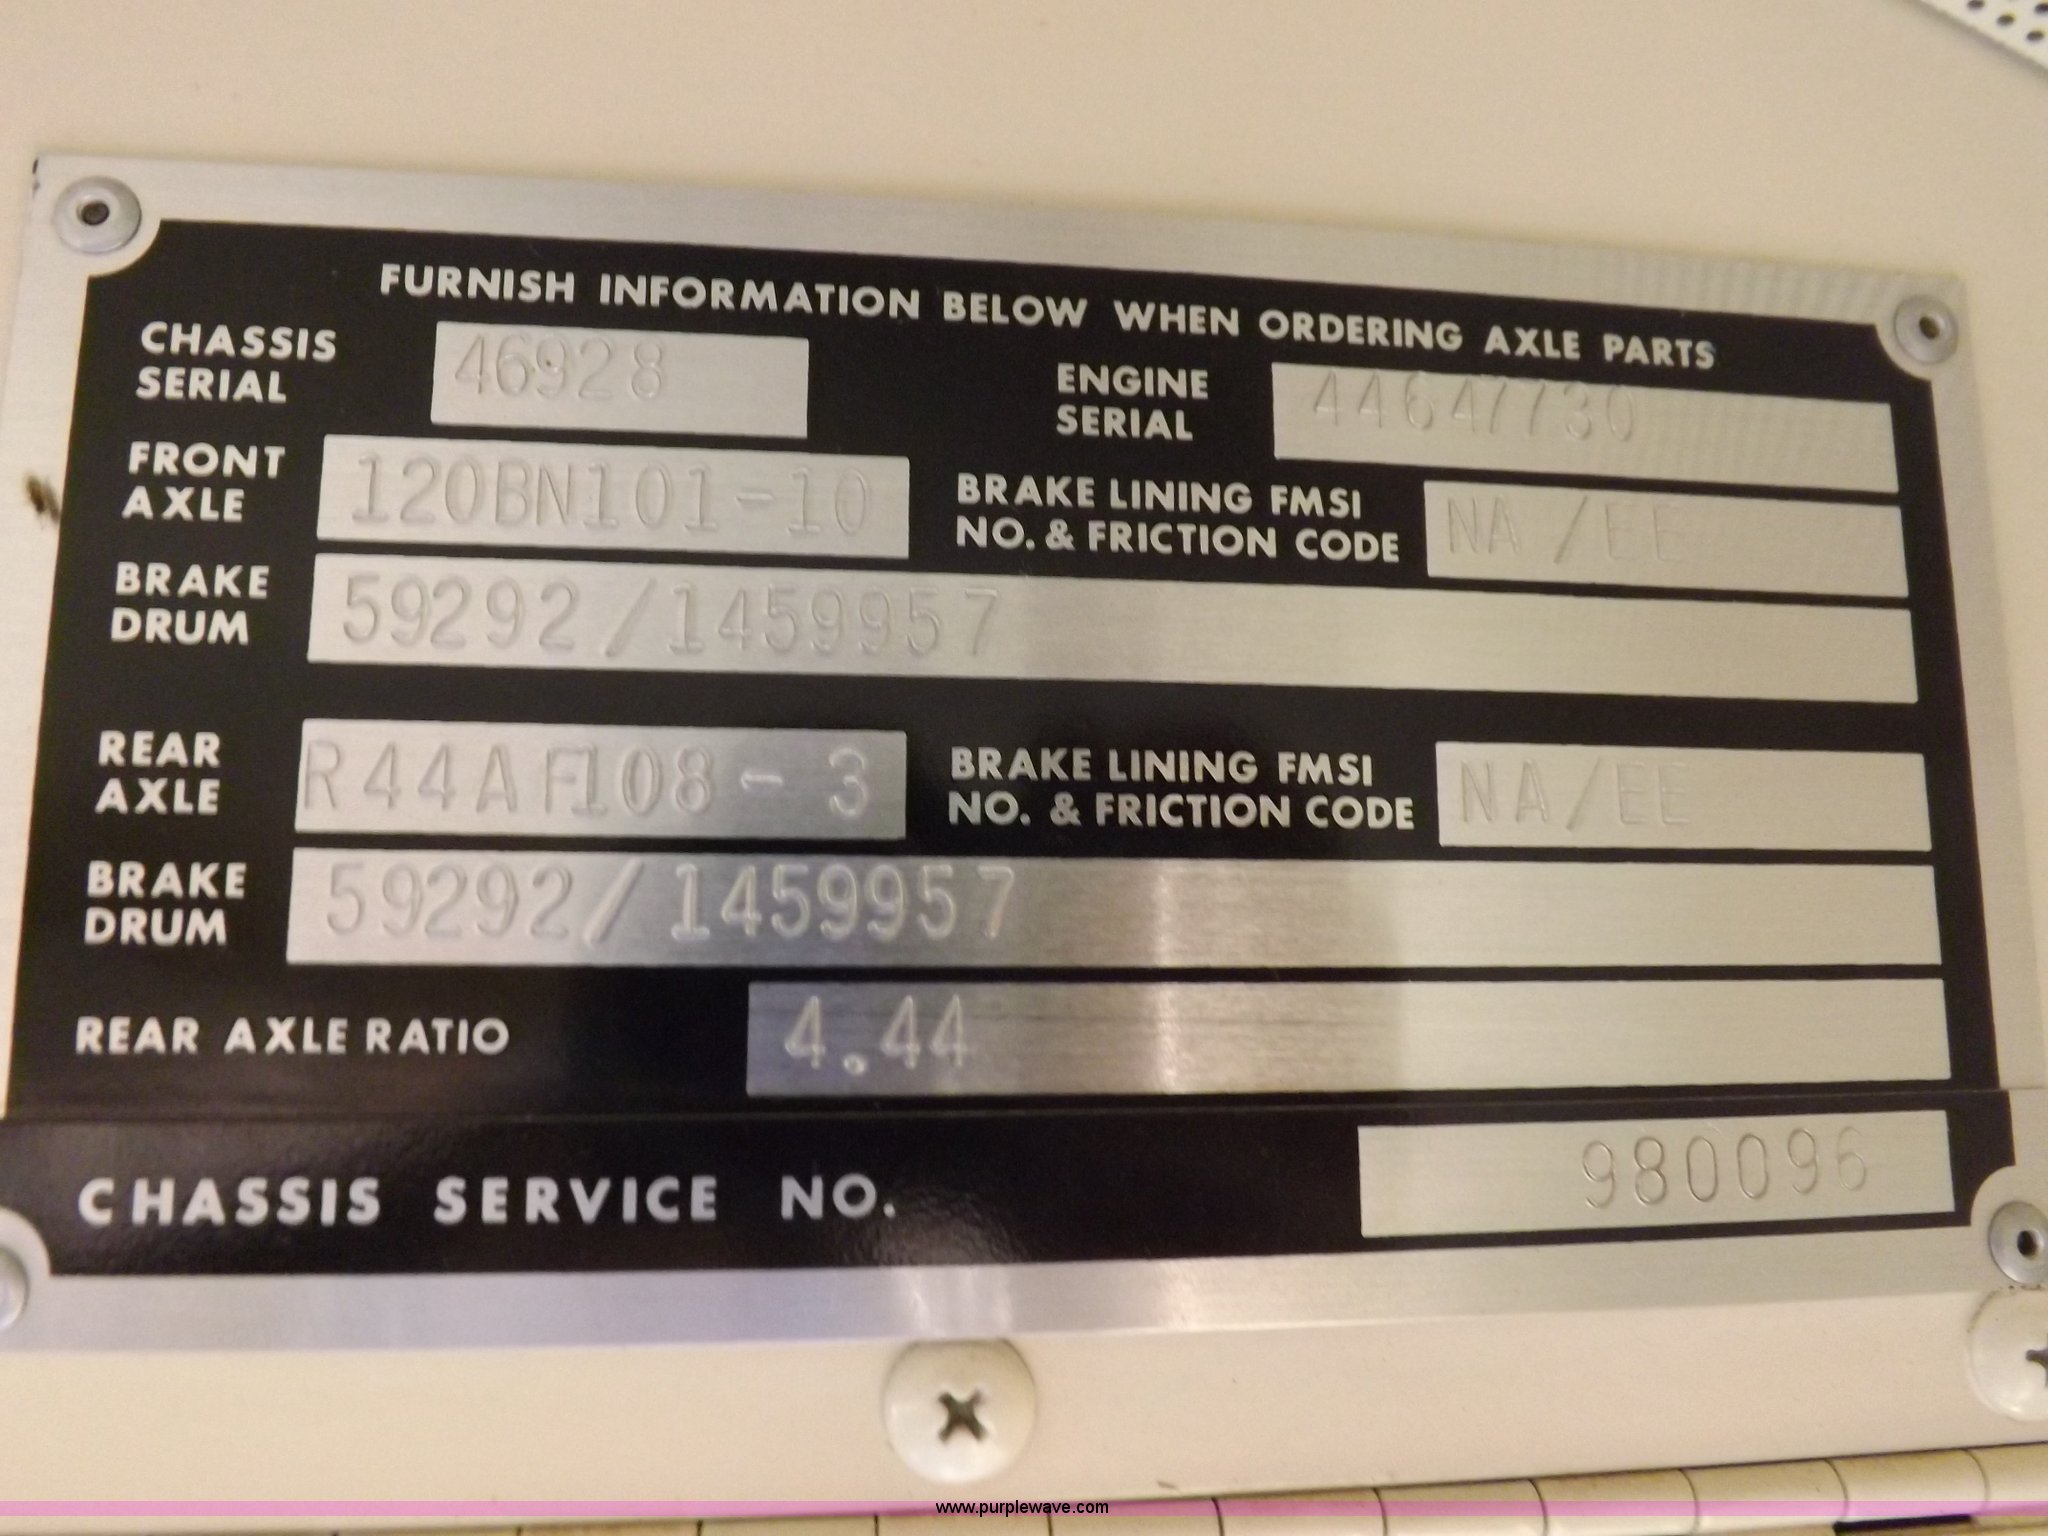 FURNISH INFORMATION BELOW WHEN ORDERING AXLE PARTS
CHASSIS SERIAL 46928
ENGINE SERIAL 44647730
FRONT AXLE 120BN101-10
BRAKE LINING FMSI NO. & FRICTION CODE NA/EE
BRAKE DRUM 59292/1459957
REAR AXLE R44AF108-3
BRAKE LINING FMSI NO. & FRICTION CODE NA/EE
BRAKE DRUM 59292/1459957
REAR AXLE RATIO 4.44
CHASSIS SERVICE NO. 980096
www.purplewave.com